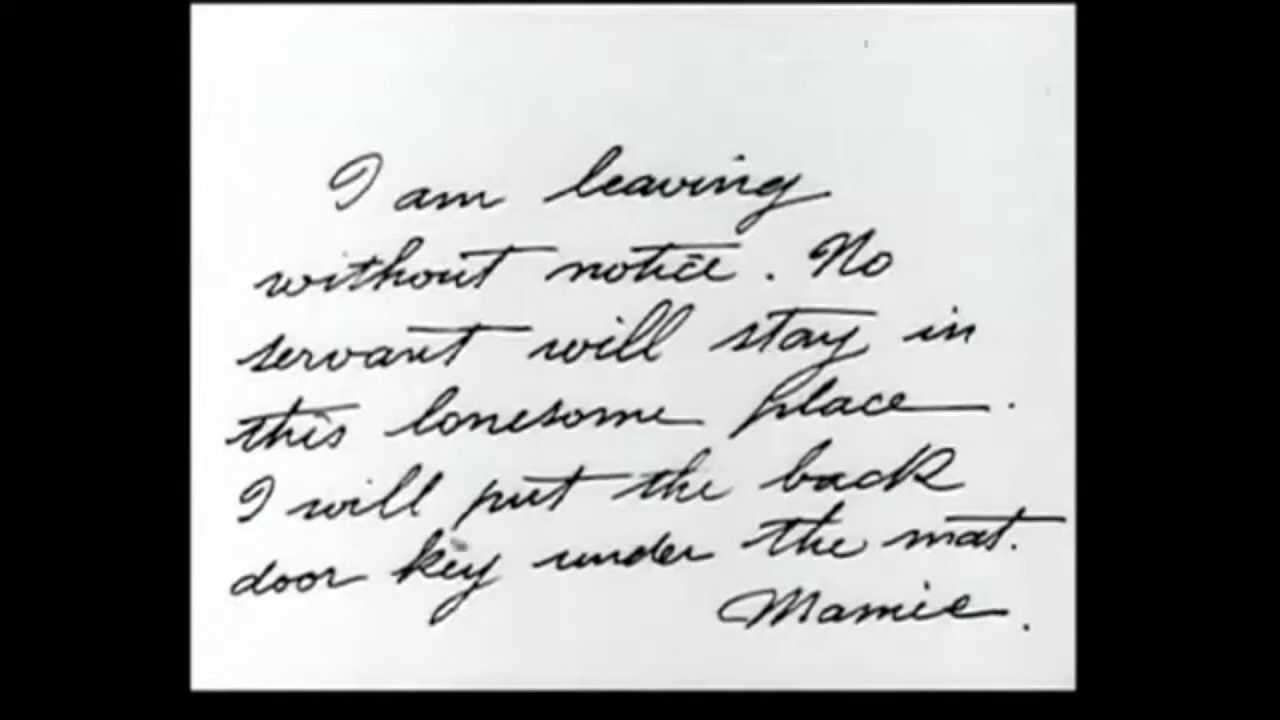 I am leaving
without notice. No
servant will stay in
this lonesome place.
I will put the back
door key under the mat.
Mamie.